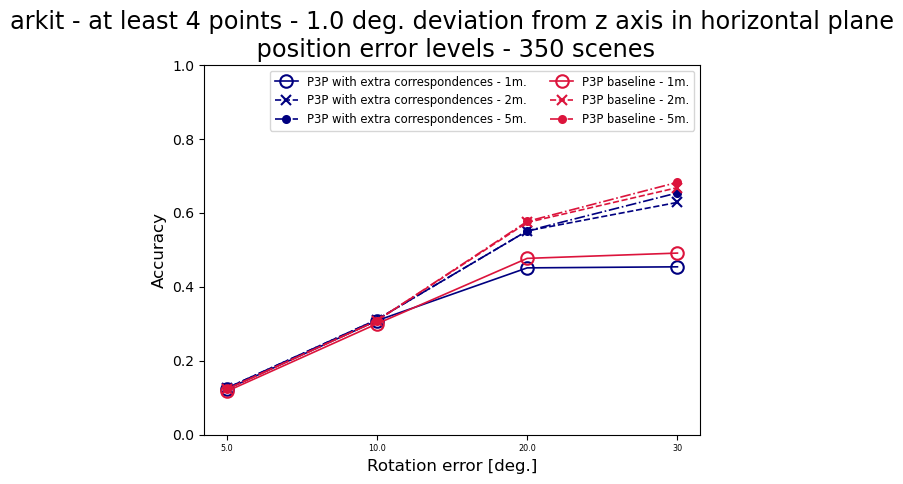 arkit - at least 4 points - 1.0 deg. deviation from z axis in horizontal plane
position error levels - 350 scenes
P3P with extra correspondences - 1m.
P3P with extra correspondences - 2m.
P3P with extra correspondences - 5m.
P3P baseline - 1m.
P3P baseline - 2m.
P3P baseline - 5m.
Accuracy
1.0
0.8
0.6
0.4
0.2
0.0
5.0 10.0 20.0 30
Rotation error [deg.]